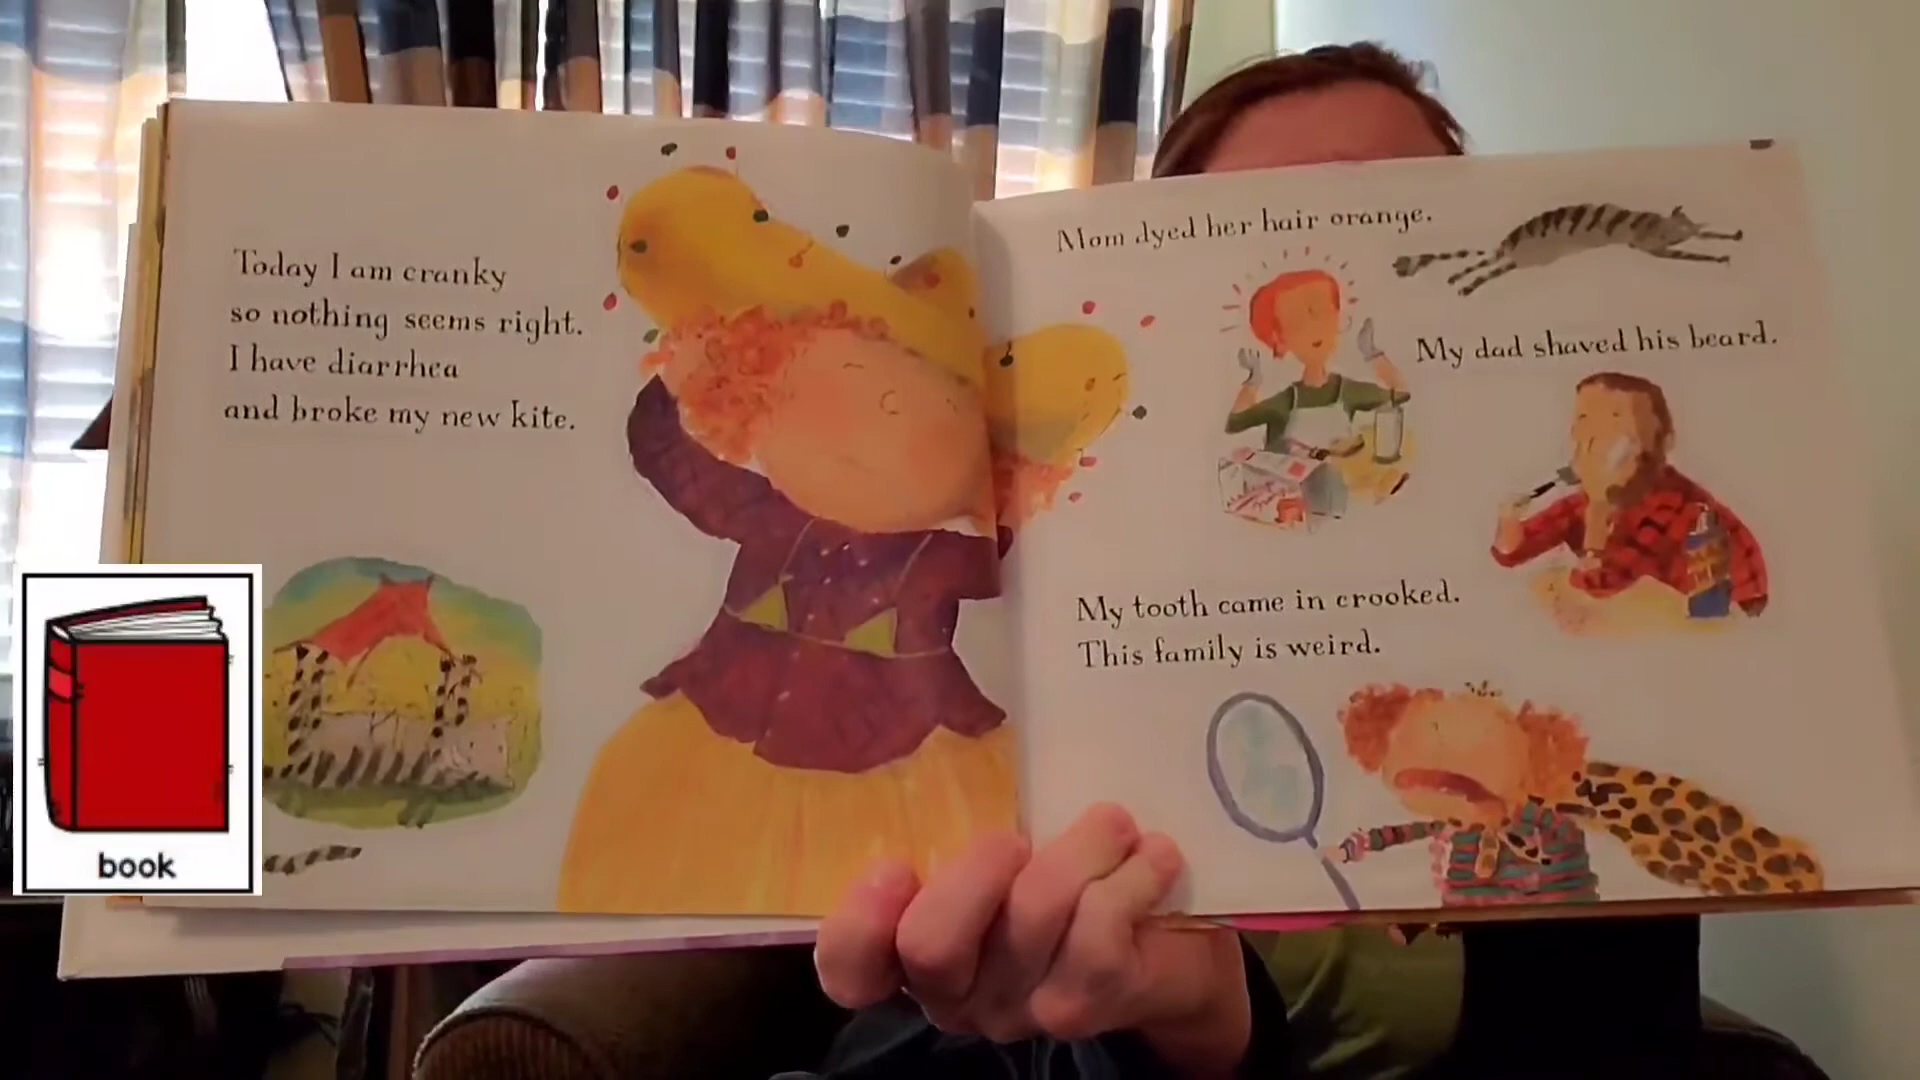 Today I am cranky
so nothing seems right.
I have diarrhea
and broke my new kite.
Mom dyed her hair orange.
My dad shaved his beard.
My tooth came in crooked.
This family is weird.
book